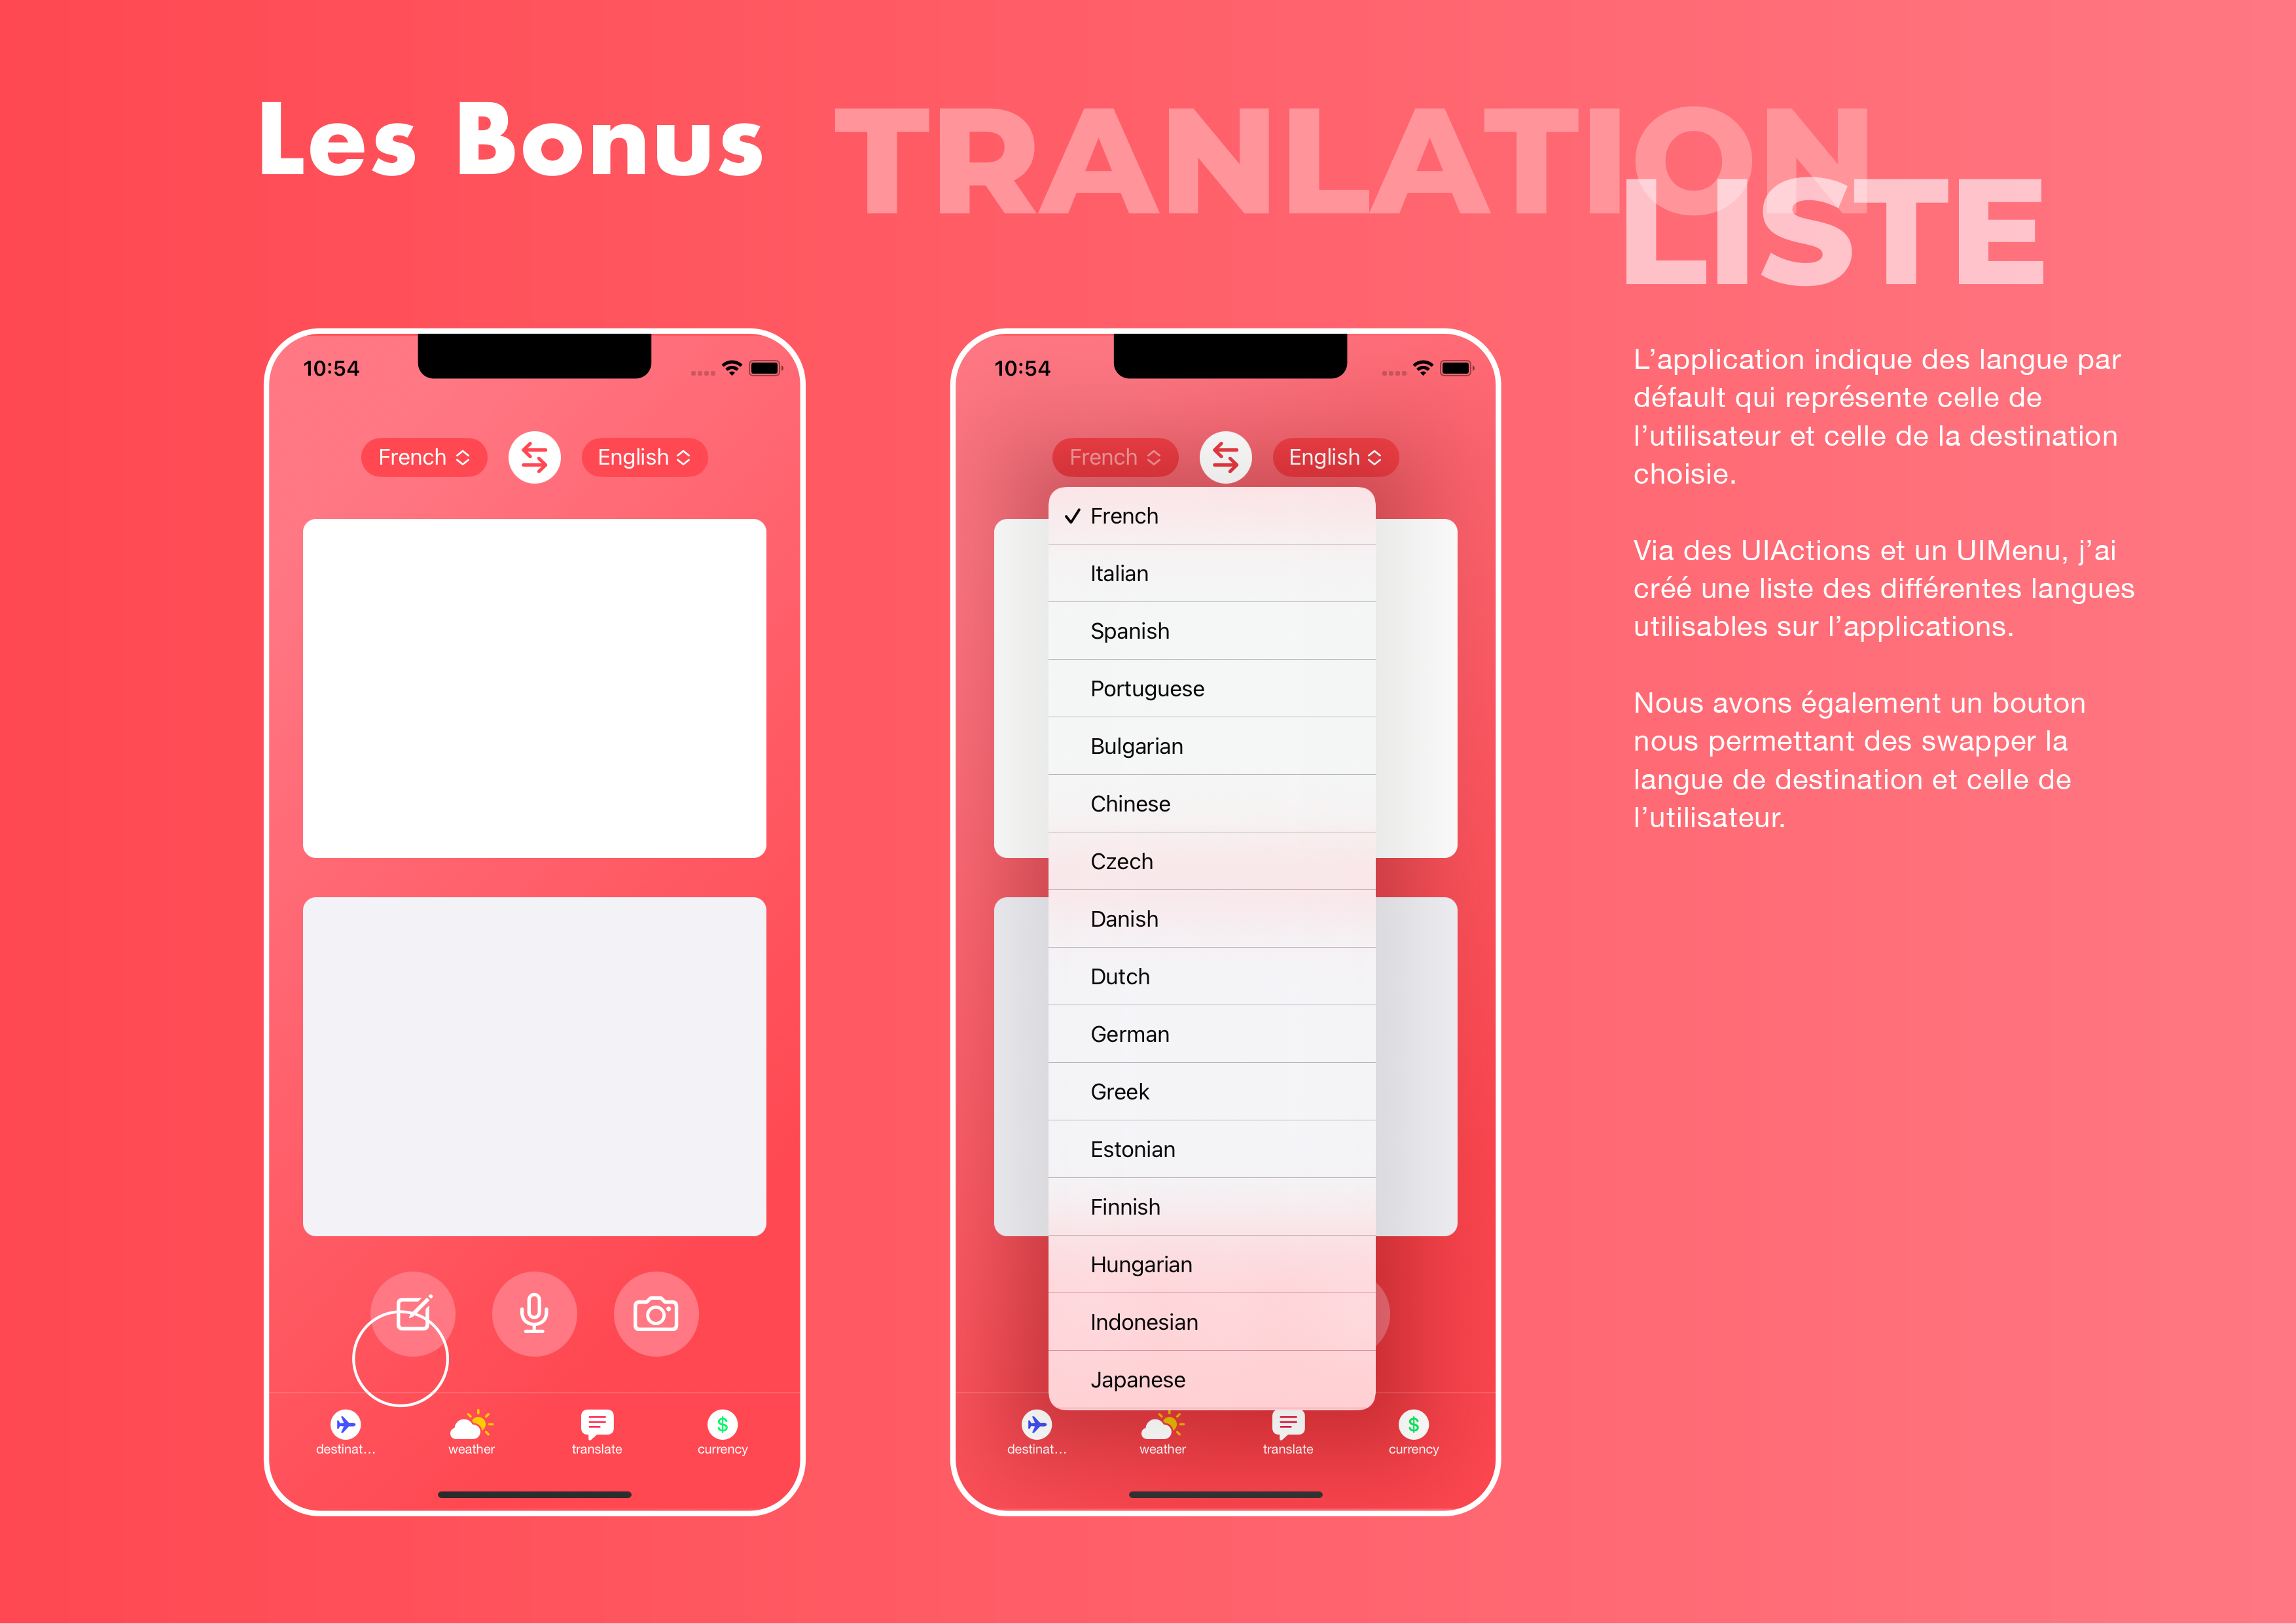 Les Bonus
TRANLATION
LISTE
10:54
French
English
destinat...
weather
translate
$
currency
10:54
French
English
✓ French
Italian
Spanish
Portuguese
Bulgarian
Chinese
Czech
Danish
Dutch
German
Greek
Estonian
Finnish
Hungarian
Indonesian
Japanese
destinat...
weather
translate
$
currency
L’application indique des langue par
défault qui représente celle de
l’utilisateur et celle de la destination
choisie.
Via des UIActions et un UIMenu, j’ai
créé une liste des différentes langues
utilisables sur l’applications.
Nous avons également un bouton
nous permettant des swapper la
langue de destination et celle de
l’utilisateur.